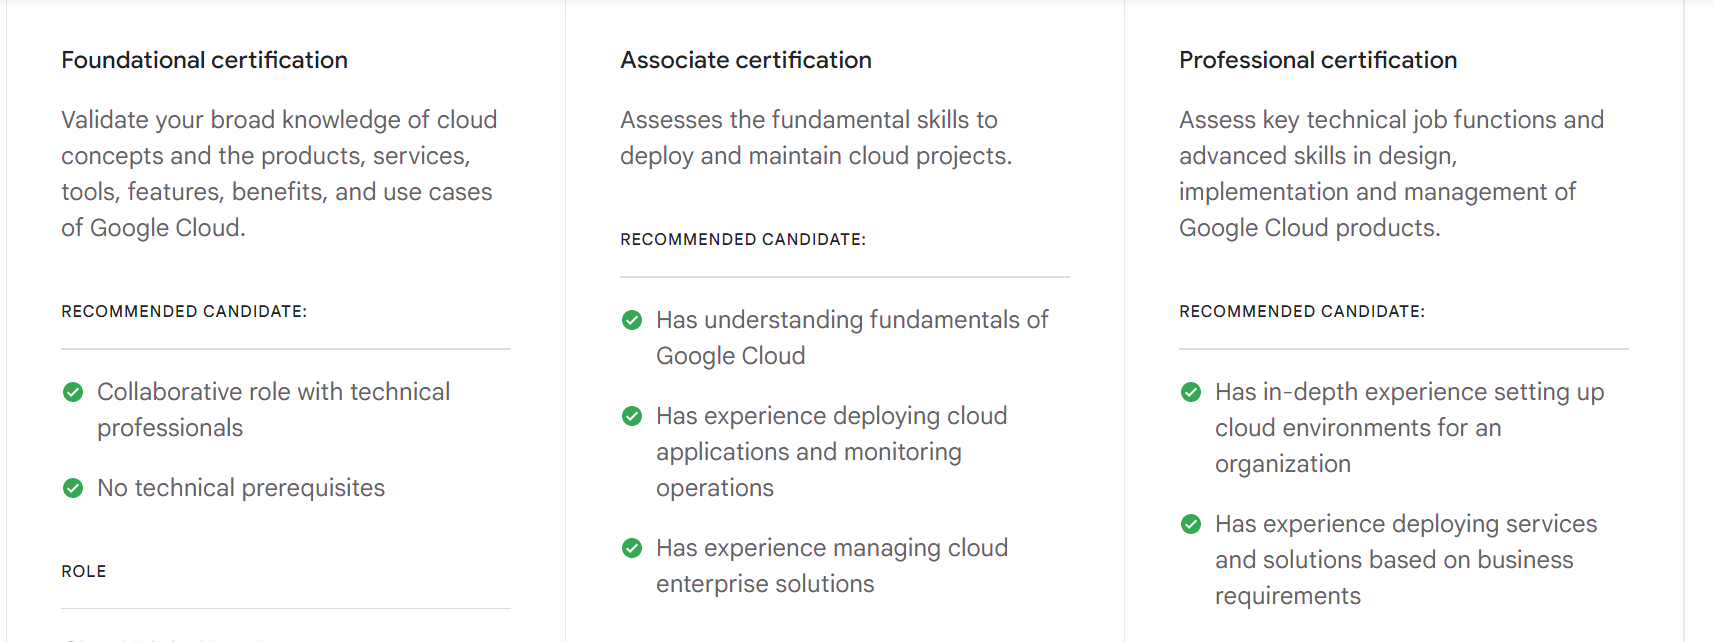 Foundational certification
Validate your broad knowledge of cloud
concepts and the products, services,
tools, features, benefits, and use cases
of Google Cloud.
RECOMMENDED CANDIDATE:
Collaborative role with technical
professionals
No technical prerequisites
ROLE
Associate certification
Assesses the fundamental skills to
deploy and maintain cloud projects.
RECOMMENDED CANDIDATE:
Has understanding fundamentals of
Google Cloud
Has experience deploying cloud
applications and monitoring
operations
Has experience managing cloud
enterprise solutions
Professional certification
Assess key technical job functions and
advanced skills in design,
implementation and management of
Google Cloud products.
RECOMMENDED CANDIDATE:
Has in-depth experience setting up
cloud environments for an
organization
Has experience deploying services
and solutions based on business
requirements